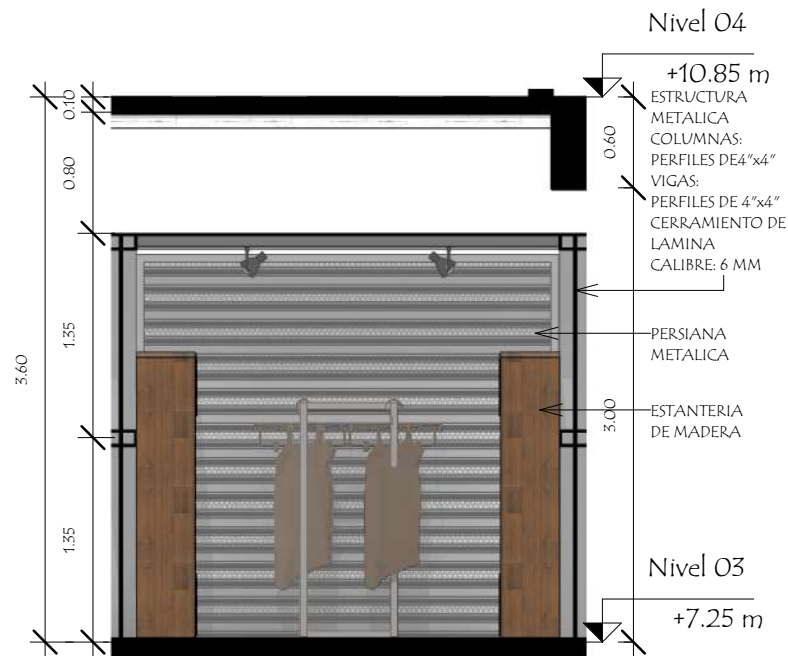 Nivel 04
+10.85 m
ESTRUCTURA
METALICA
COLUMNAS:
PERFILES DE4"x4"
VIGAS:
PERFILES DE 4"x4"
CERRAMIENTO DE
LAMINA
CALIBRE: 6 MM
PERSIANA
METALICA
ESTANTERIA
DE MADERA
Nivel 03
+7.25 m
0.10
0.80
1.35
1.35
3.60
0.60
3.00